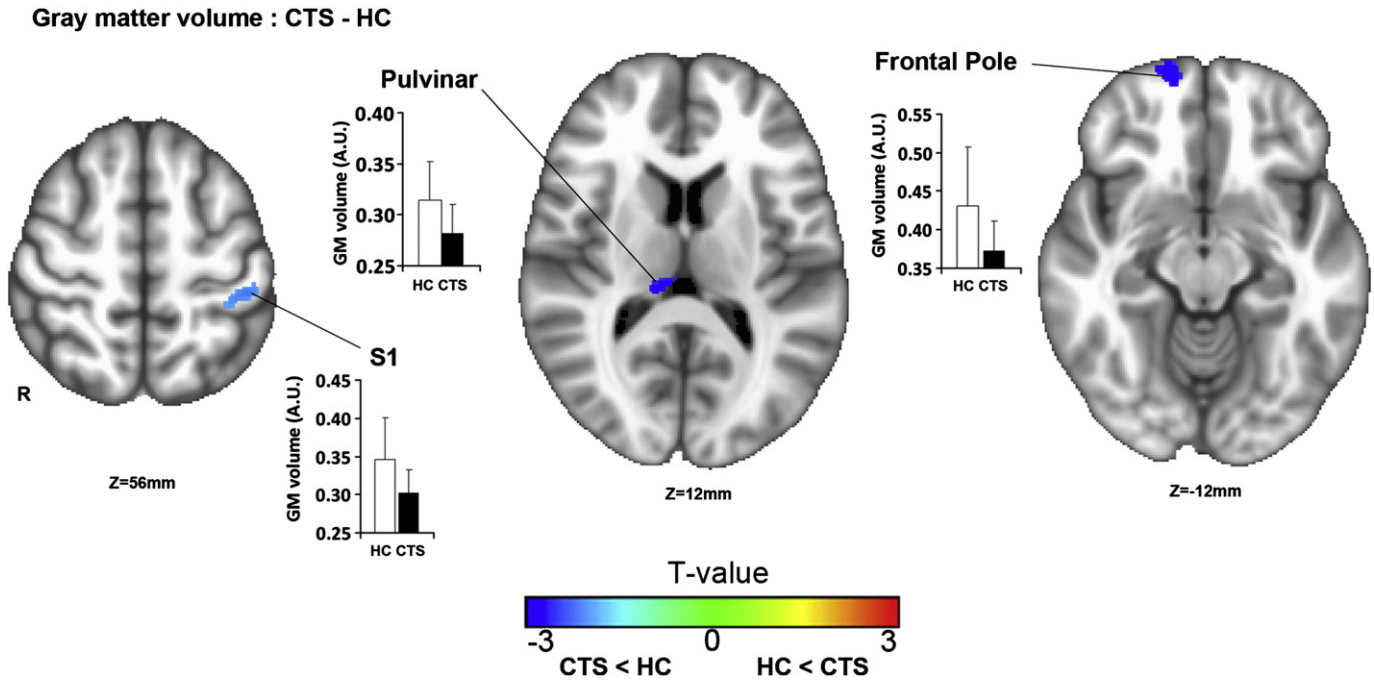 Gray matter volume : CTS - HC
Pulvinar
Frontal Pole
GM volume (A.U.)
0.40
0.35
0.30
0.25
HC CTS
GM volume (A.U.)
0.55
0.50
0.45
0.40
0.35
HC CTS
S1
R
GM volume (A.U.)
0.45
0.40
0.35
0.30
0.25
HC CTS
Z=56mm
Z=12mm
Z=-12mm
T-value
-3 0 3
CTS < HC HC < CTS